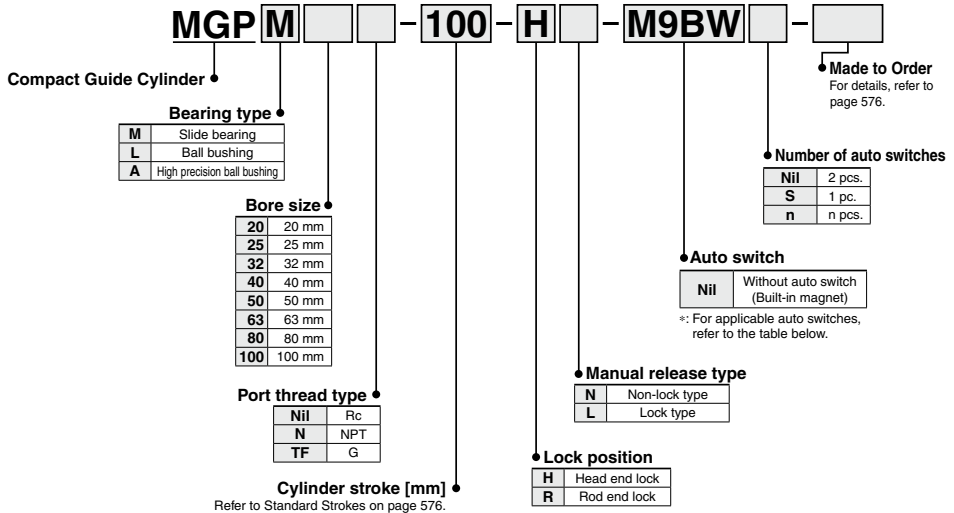 MGP M - 100 - H - M9BW -
Compact Guide Cylinder
Bearing type
M Slide bearing
L Ball bushing
A High precision ball bushing
Bore size
20 20 mm
25 25 mm
32 32 mm
40 40 mm
50 50 mm
63 63 mm
80 80 mm
100 100 mm
Port thread type
Nil Rc
N NPT
TF G
Cylinder stroke [mm]
Refer to Standard Strokes on page 576.
Lock position
H Head end lock
R Rod end lock
Manual release type
N Non-lock type
L Lock type
Auto switch
Nil Without auto switch
(Built-in magnet)
∗: For applicable auto switches,
refer to the table below.
Number of auto switches
Nil 2 pcs.
S 1 pc.
n n pcs.
Made to Order
For details, refer to
page 576.